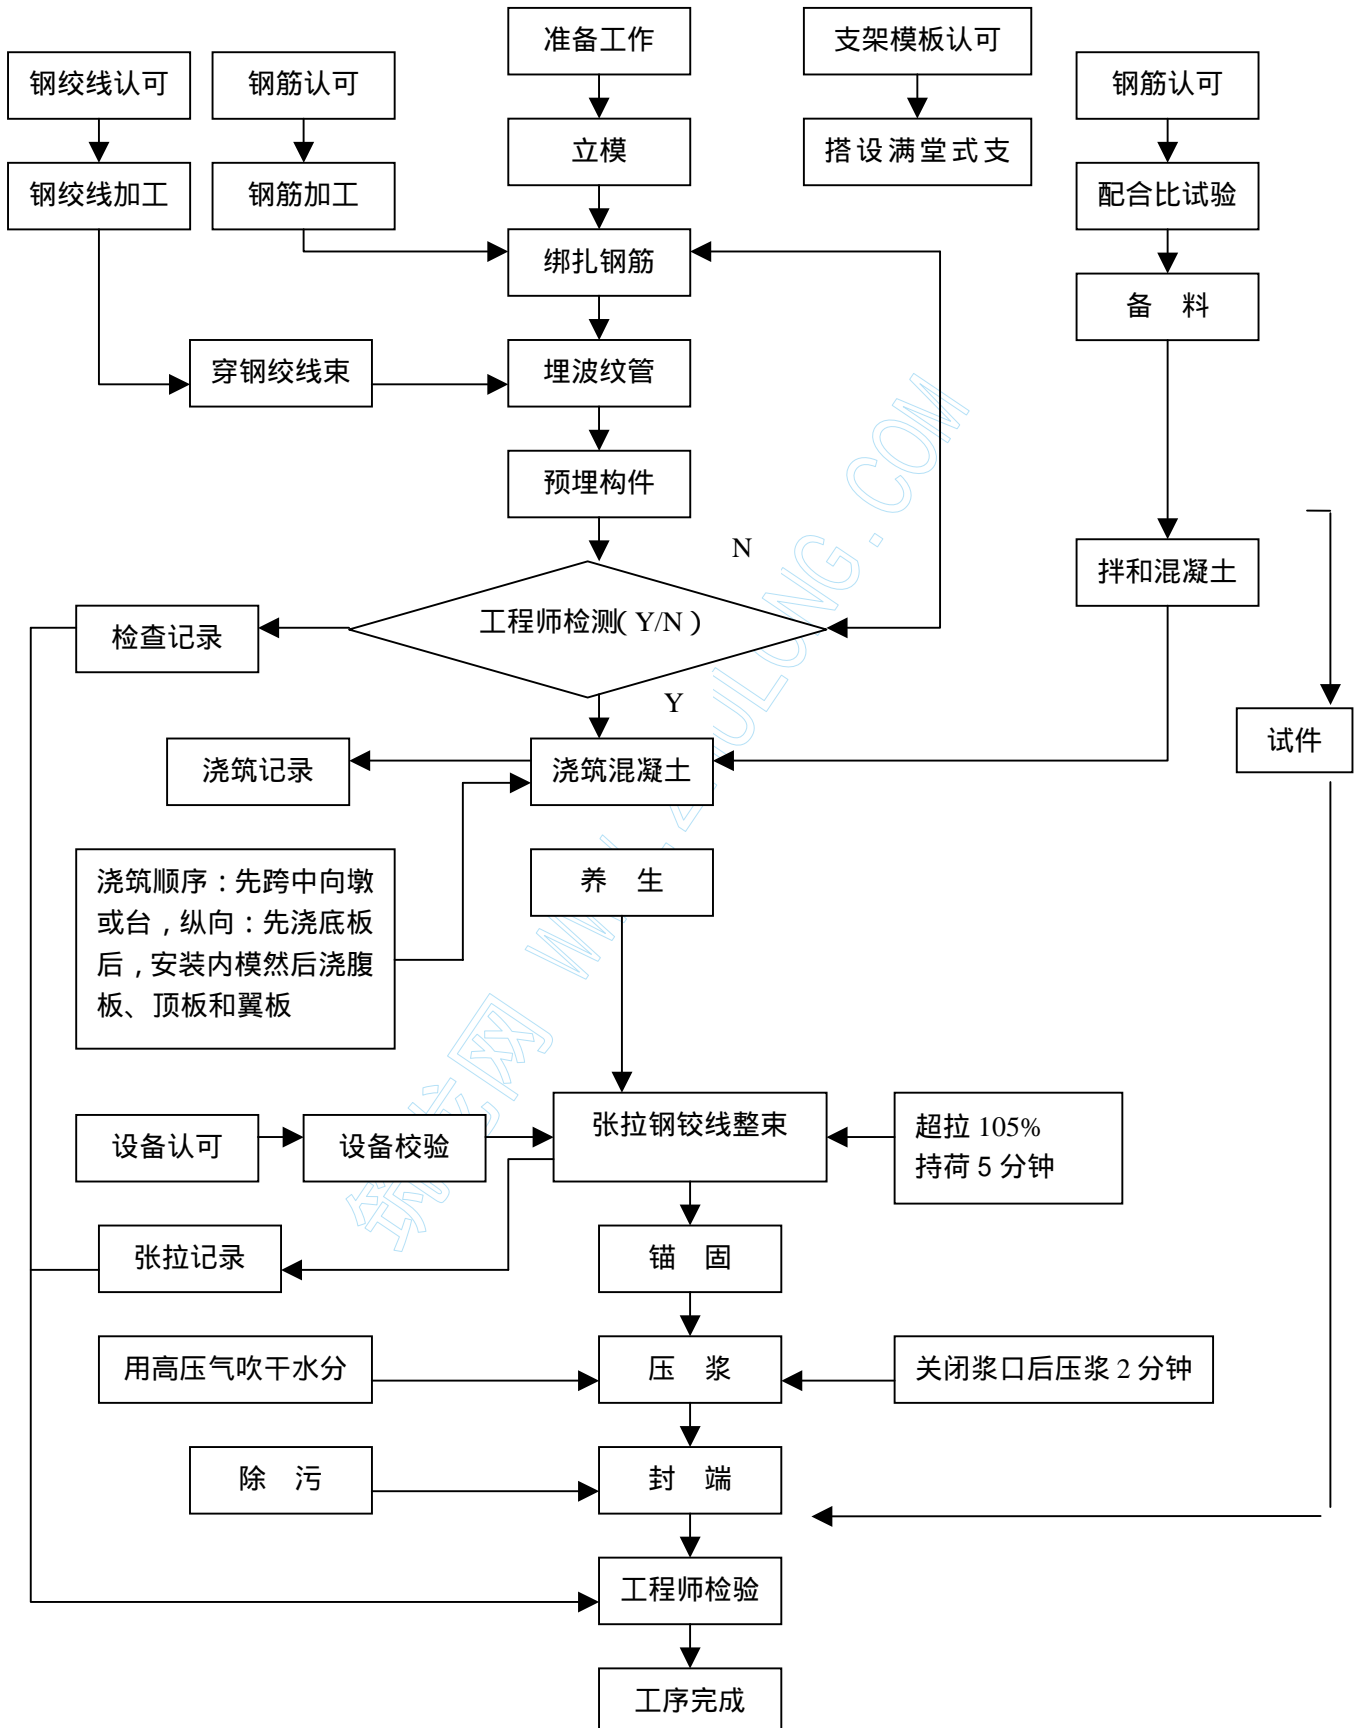 准备工作
支架模板认可
钢绞线认可
钢筋认可
钢筋认可
立模
搭设满堂式支
钢绞线加工
钢筋加工
配合比试验
绑扎钢筋
备 料
穿钢绞线束
埋波纹管
预埋构件
N
拌和混凝土
工程师检测(Y/N)
检查记录
Y
试件
浇筑记录
浇筑混凝土
浇筑顺序:先跨中向墩
或台,纵向:先浇底板
后,安装内模然后浇腹
板、顶板和翼板
养 生
张拉钢铰线整束
设备认可
设备校验
超拉 105%
持荷 5 分钟
张拉记录
锚 固
用高压气吹干水分
压 浆
关闭浆口后压浆 2 分钟
除 污
封 端
工程师检验
工序完成
筑龙网 WWW.ZHULONG.COM